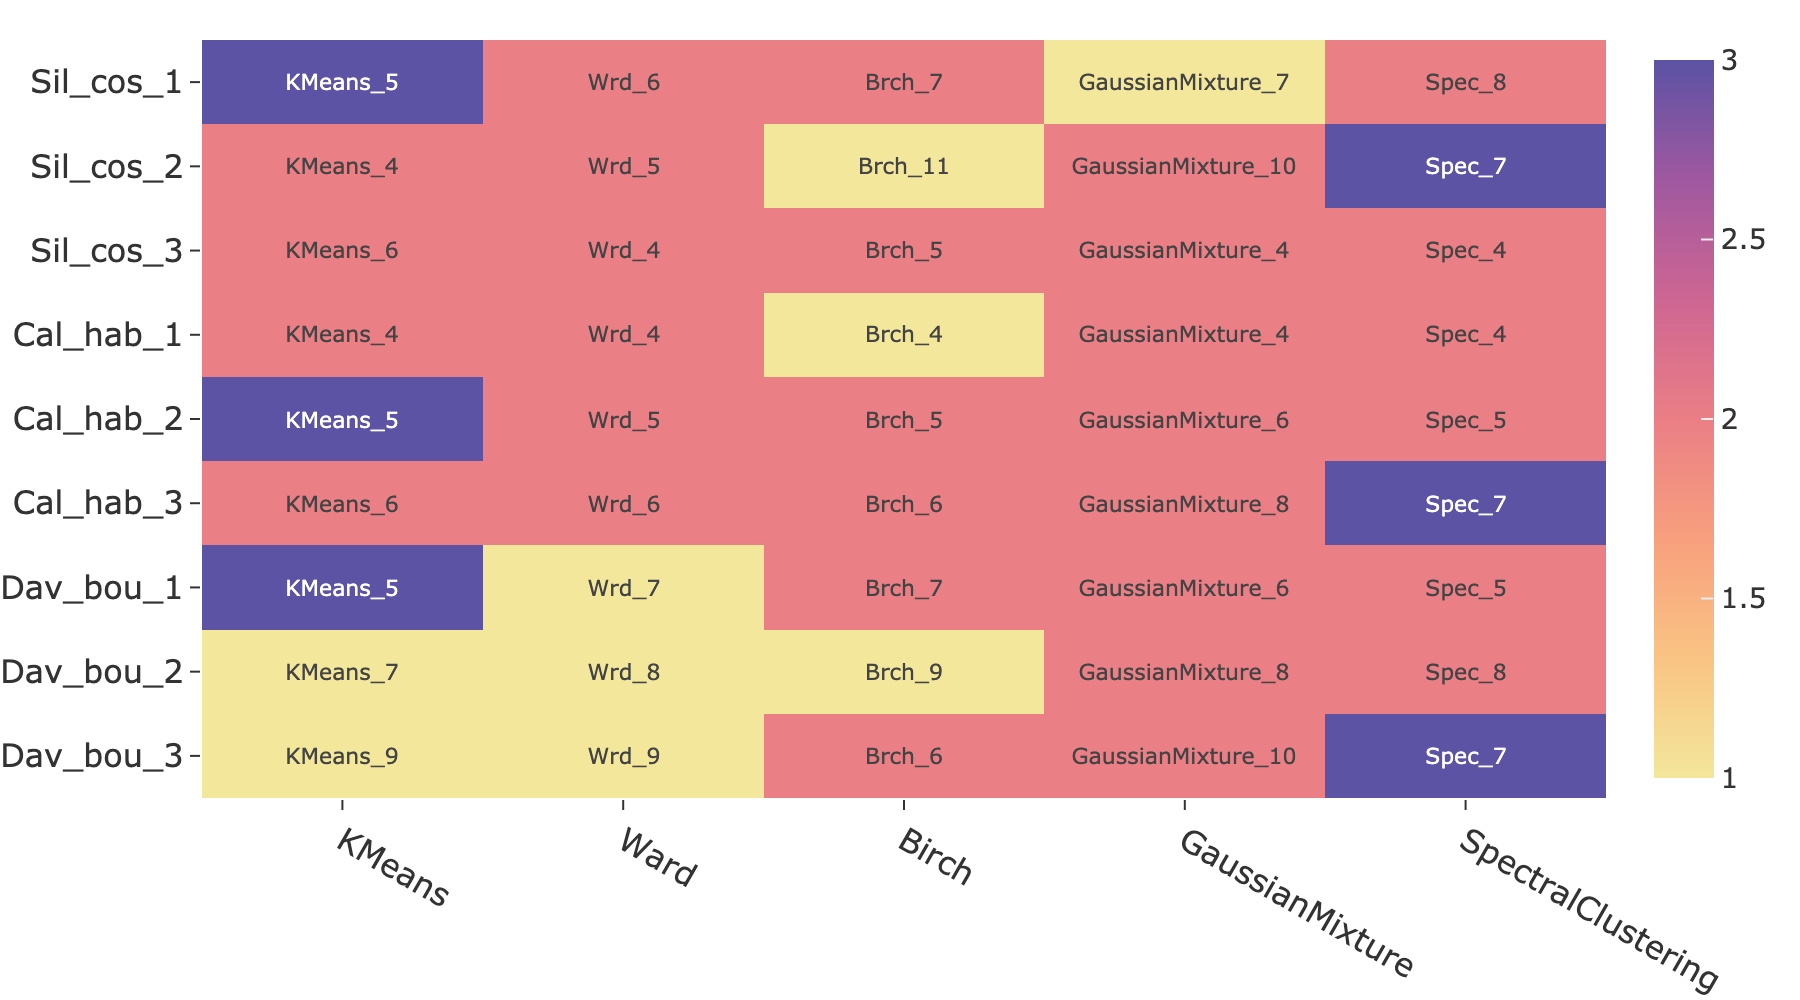 Sil_cos_1 KMeans_5 Wrd_6 Brch_7 GaussianMixture_7 Spec_8 3
Sil_cos_2 KMeans_4 Wrd_5 Brch_11 GaussianMixture_10 Spec_7
Sil_cos_3 KMeans_6 Wrd_4 Brch_5 GaussianMixture_4 Spec_4 2.5
Cal_hab_1 KMeans_4 Wrd_4 Brch_4 GaussianMixture_4 Spec_4
Cal_hab_2 KMeans_5 Wrd_5 Brch_5 GaussianMixture_6 Spec_5 2
Cal_hab_3 KMeans_6 Wrd_6 Brch_6 GaussianMixture_8 Spec_7
Dav_bou_1 KMeans_5 Wrd_7 Brch_7 GaussianMixture_6 Spec_5 1.5
Dav_bou_2 KMeans_7 Wrd_8 Brch_9 GaussianMixture_8 Spec_8
Dav_bou_3 KMeans_9 Wrd_9 Brch_6 GaussianMixture_10 Spec_7 1
KMeans Ward Birch GaussianMixture SpectralClustering